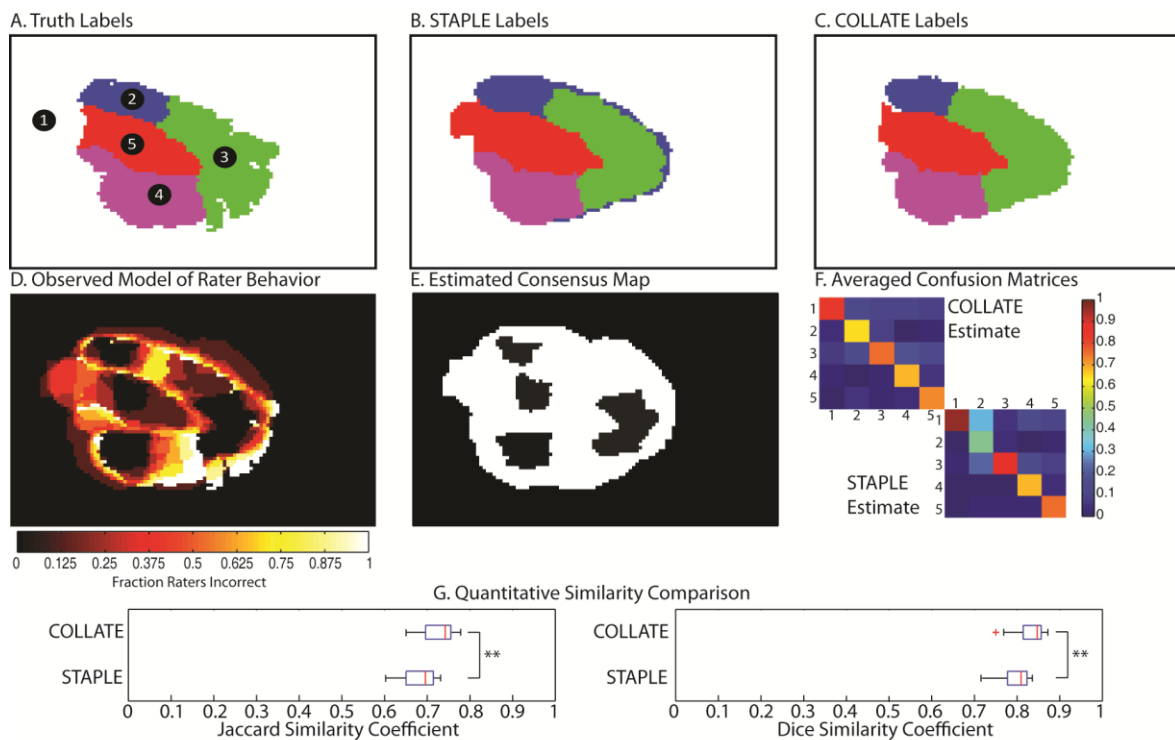 A. Truth Labels
B. STAPLE Labels
C. COLLATE Labels
1
2
5
3
4
D. Observed Model of Rater Behavior
E. Estimated Consensus Map
F. Averaged Confusion Matrices
COLLATE
Estimate
1
2
3
4
5
1 2 3 4 5
1 2 3 4 5
1
2
3
4
5
STAPLE
Estimate
1
0.9
0.8
0.7
0.6
0.5
0.4
0.3
0.2
0.1
0
0 0.125 0.25 0.375 0.625 0.75 0.875 1
Fraction Raters Incorrect
G. Quantitative Similarity Comparison
COLLATE
STAPLE
**
0 0.1 0.2 0.3 0.4 0.5 0.6 0.7 0.8 0.9 1
Jaccard Similarity Coefficient
COLLATE
STAPLE
**
0 0.1 0.2 0.3 0.4 0.5 0.6 0.7 0.8 0.9 1
Dice Similarity Coefficient